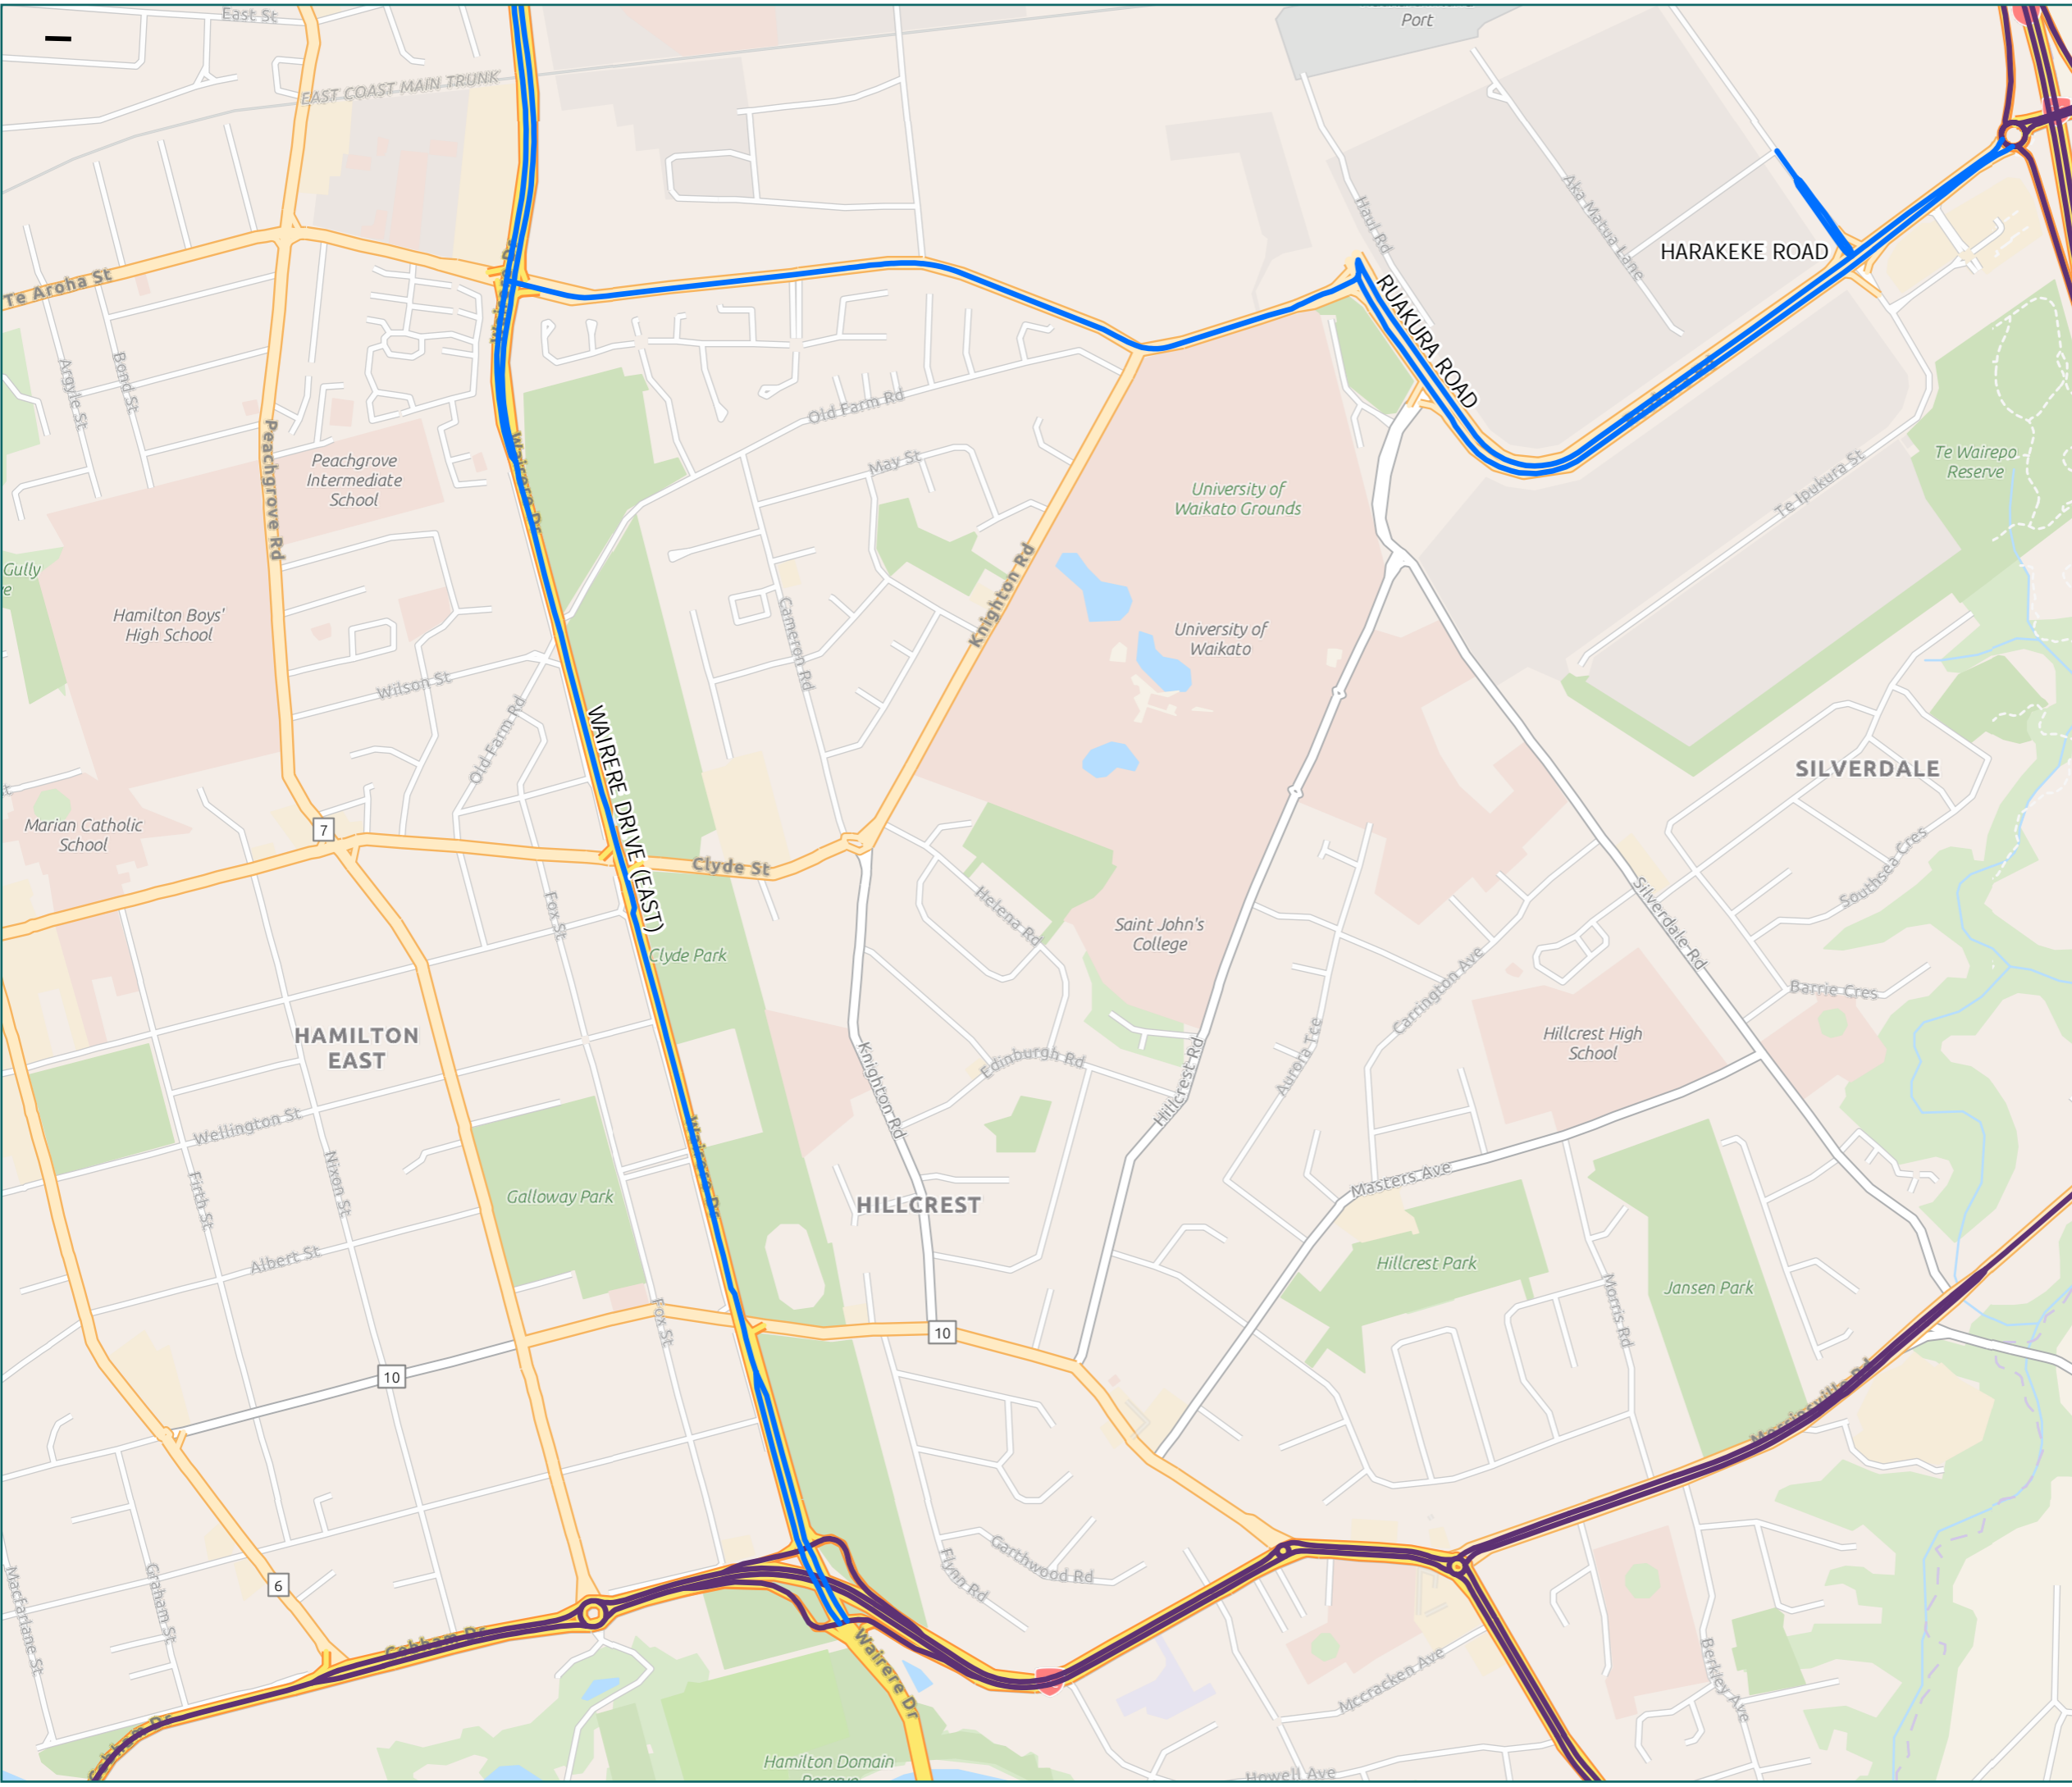 East St
Port
EAST COAST MAIN TRUNK
Haul Rd
Aka Matua Lane
HARAKEKE ROAD
Te Aroha St
RUAKURA ROAD
Argyle St
Bond St
Old Farm Rd
Peachgrove Rd
Wairere Dr
May St
Peachgrove
Intermediate
School
University of
Waikato Grounds
Te Wairepo
Reserve
Te Ipukura St
Gully
Hamilton Boys'
High School
Cameron Rd
Knighton Rd
University of
Waikato
Wilson St
Old Farm Rd
WAIRERE DRIVE (EAST)
SILVERDALE
Marian Catholic
School
7
Clyde St
Southsea Cres
Fox St
Helena Rd
Saint John's
College
Silverdale Rd
Clyde Park
Carrington Ave
Barrie Cres
HAMILTON
EAST
Knighton Rd
Edinburgh Rd
Hillcrest Rd
Aurora Tce
Hillcrest High
School
Wellington St
Wairere Dr
Nixon St
Firth St
Galloway Park
HILLCREST
Masters Ave
Albert St
Hillcrest Park
Jansen Park
Fox St
Morris Rd
10
10
Morrinsville Rd
Flynn Rd
Garthwood Rd
MacFarlane St
Graham St
6
Cobham Dr
Wairere Dr
Mccracken Ave
Berkley Ave
Cobham Dr
Hamilton Domain
Reserve
Howell Ave